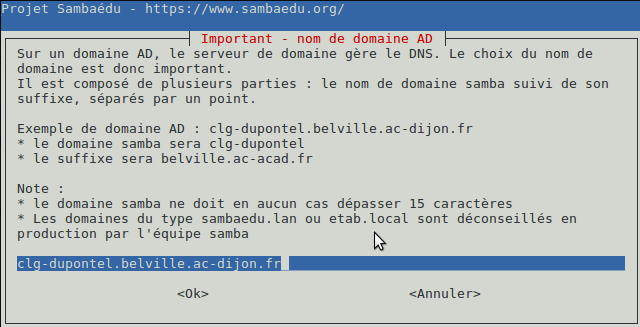 Projet Sambaédu - https://www.sambaedu.org/
Important - nom de domaine AD
Sur un domaine AD, le serveur de domaine gère le DNS. Le choix du nom de
domaine est donc important.
Il est composé de plusieurs parties : le nom de domaine samba suivi de son
suffixe, séparés par un point.
Exemple de domaine AD : clg-dupontel.belville.ac-dijon.fr
* le domaine samba sera clg-dupontel
* le suffixe sera belville.ac-acad.fr
Note :
* le domaine samba ne doit en aucun cas dépasser 15 caractères
* Les domaines du type sambaedu.lan ou etab.local sont déconseillés en
production par l'équipe samba
clg-dupontel.belville.ac-dijon.fr
<Ok> <Annuler>